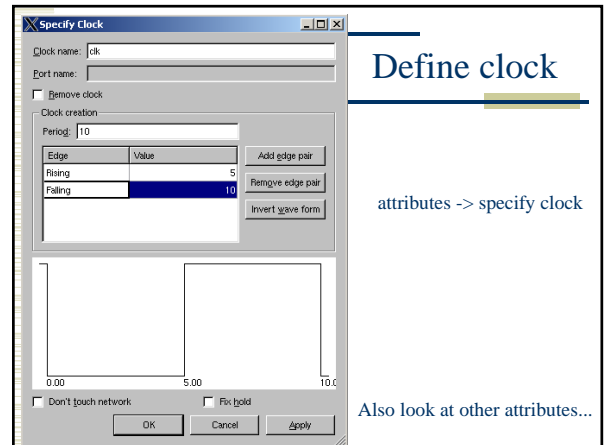 Specify Clock
Clock name: clk
Port name:
Remove clock
Clock creation
Period: 10
Edge Value
Rising 5
Falling 10
Add edge pair
Remove edge pair
Invert wave form
0.00 5.00 10.0
Don't touch network Fix hold
OK Cancel Apply
Define clock
attributes -> specify clock
Also look at other attributes...